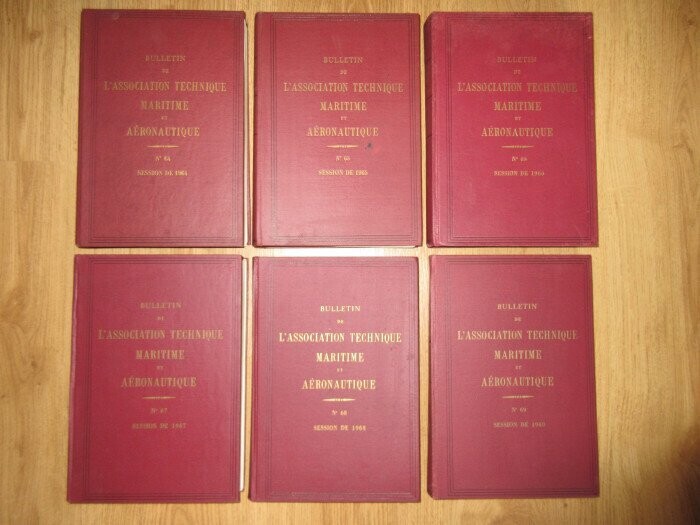 BULLETIN
DE
L'ASSOCIATION TECHNIQUE
MARITIME
ET
AÉRONAUTIQUE
N° 64
SESSION DE 1964
BULLETIN
DE
L'ASSOCIATION TECHNIQUE
MARITIME
ET
AÉRONAUTIQUE
N° 65
SESSION DE 1965
BULLETIN
DE
L'ASSOCIATION TECHNIQUE
MARITIME
ET
AÉRONAUTIQUE
N° 66
SESSION DE 1966
BULLETIN
DE
L'ASSOCIATION TECHNIQUE
MARITIME
ET
AÉRONAUTIQUE
N° 67
SESSION DE 1967
BULLETIN
DE
L'ASSOCIATION TECHNIQUE
MARITIME
ET
AÉRONAUTIQUE
N° 68
SESSION DE 1968
BULLETIN
DE
L'ASSOCIATION TECHNIQUE
MARITIME
ET
AÉRONAUTIQUE
N° 69
SESSION DE 1969